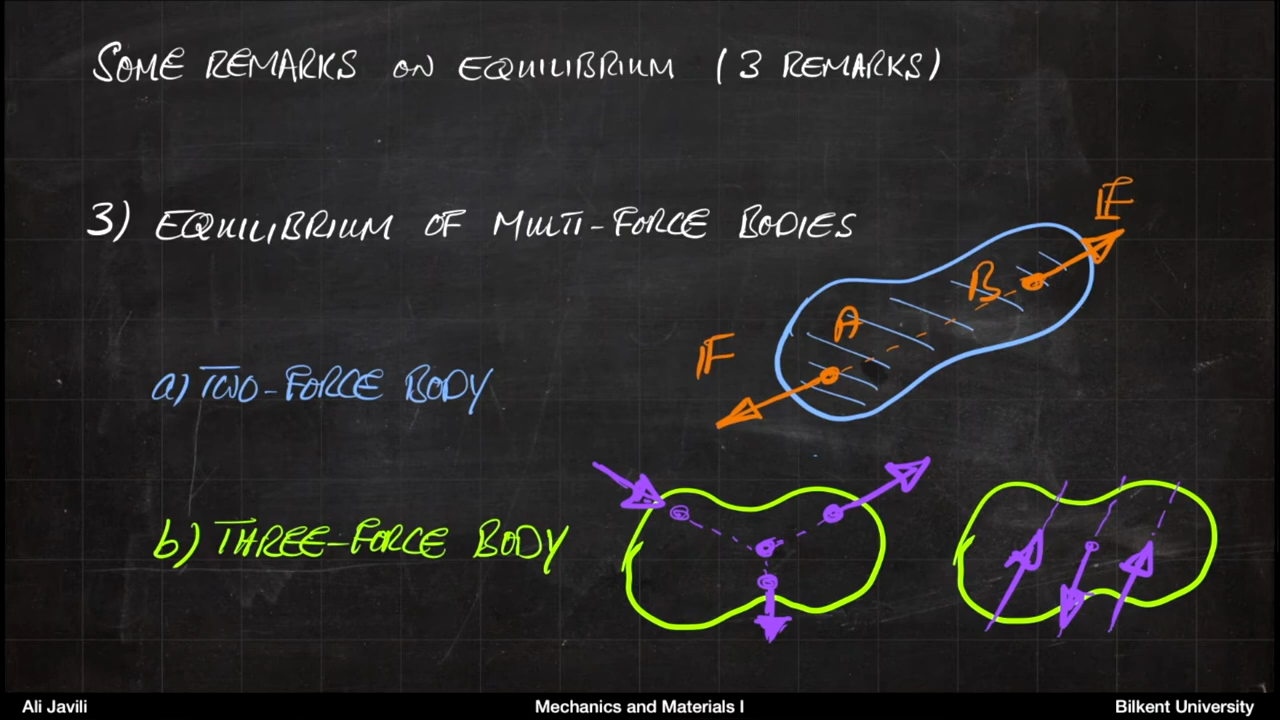 SOME REMARKS ON EQUILIBRIUM (3 REMARKS)
3) EQUILIBRIUM OF MULTI-FORCE BODIES
F
B
A
F
a) TWO-FORCE BODY
b) THREE-FORCE BODY
Ali Javili
Mechanics and Materials I
Bilkent University